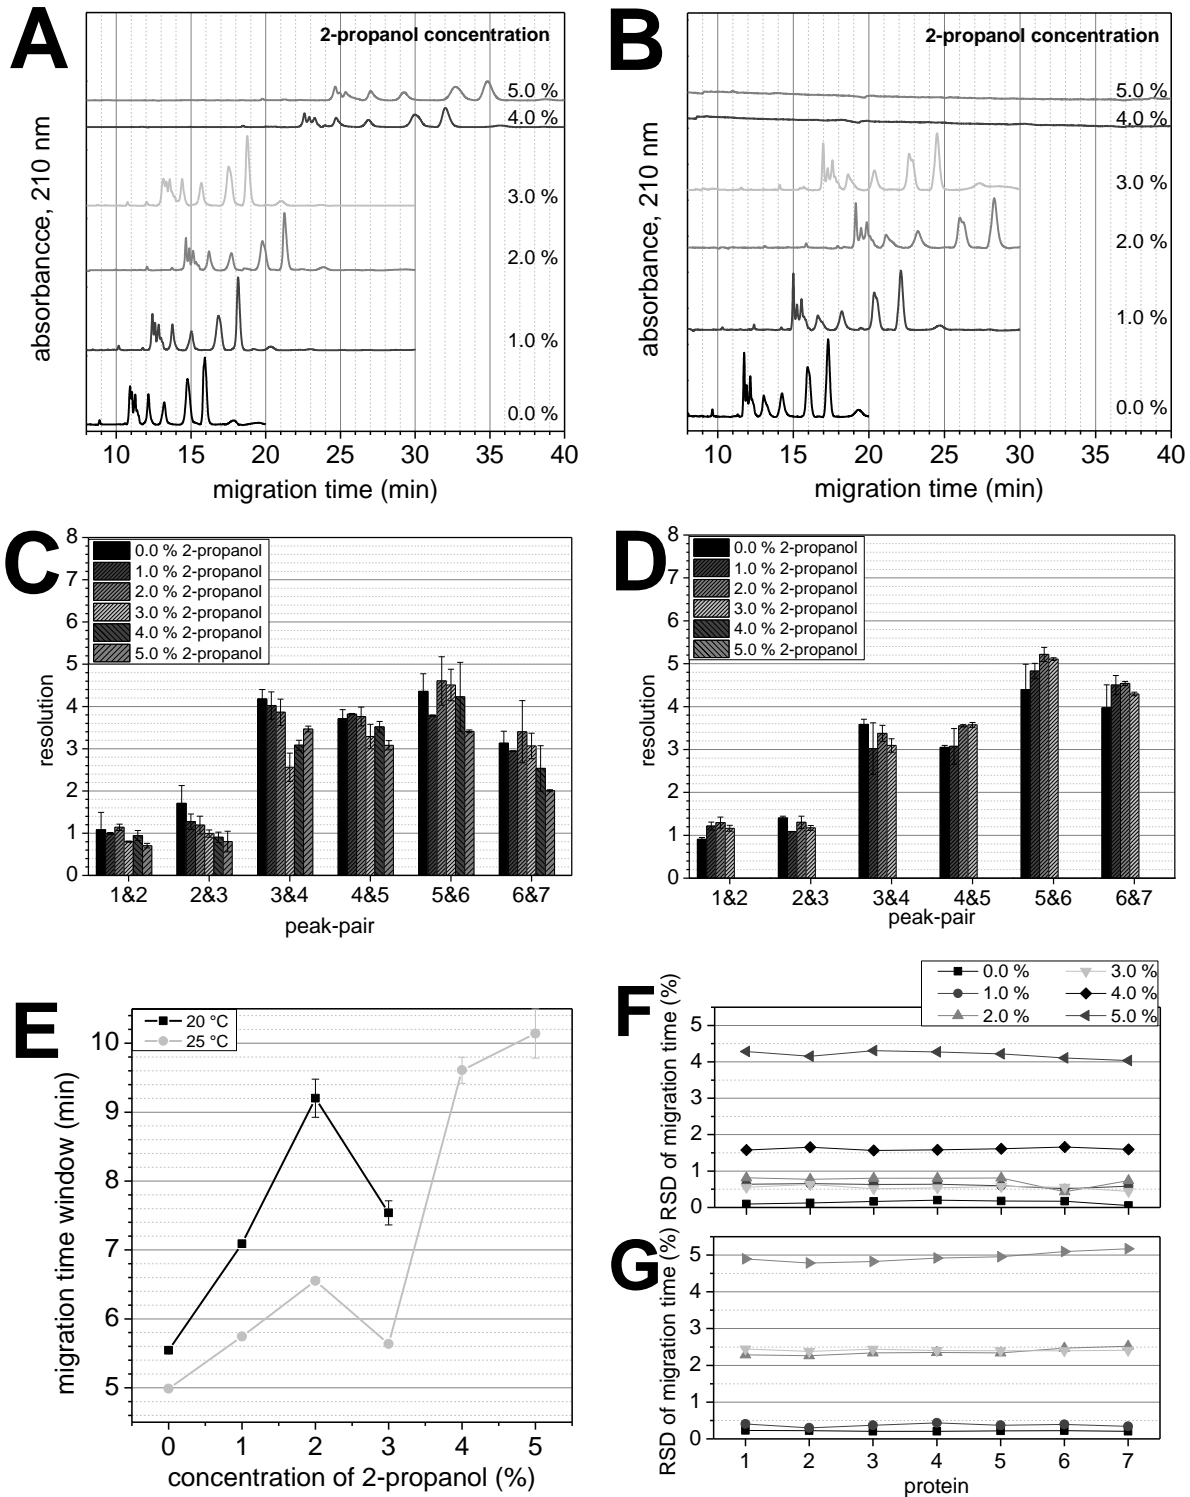 A
2-propanol concentration
5.0 %
4.0 %
3.0 %
2.0 %
1.0 %
0.0 %
absorbancce, 210 nm
10 15 20 25 30 35 40
migration time (min)
B
2-propanol concentration
5.0 %
4.0 %
3.0 %
2.0 %
1.0 %
0.0 %
absorbance, 210 nm
10 15 20 25 30 35 40
migration time (min)
C
8
7
6
5
4
3
2
1
0
resolution
0.0 % 2-propanol
1.0 % 2-propanol
2.0 % 2-propanol
3.0 % 2-propanol
4.0 % 2-propanol
5.0 % 2-propanol
1&2 2&3 3&4 4&5 5&6 6&7
peak-pair
D
8
7
6
5
4
3
2
1
0
resolution
0.0 % 2-propanol
1.0 % 2-propanol
2.0 % 2-propanol
3.0 % 2-propanol
4.0 % 2-propanol
5.0 % 2-propanol
1&2 2&3 3&4 4&5 5&6 6&7
peak-pair
E
20 °C
25 °C
10
9
8
7
6
5
migration time window (min)
0 1 2 3 4 5
concentration of 2-propanol (%)
F
0.0 % 3.0 %
1.0 % 4.0 %
2.0 % 5.0 %
5
4
3
2
1
0
RSD of migration time (%)
G
5
4
3
2
1
0
RSD of migration time (%)
1 2 3 4 5 6 7
protein